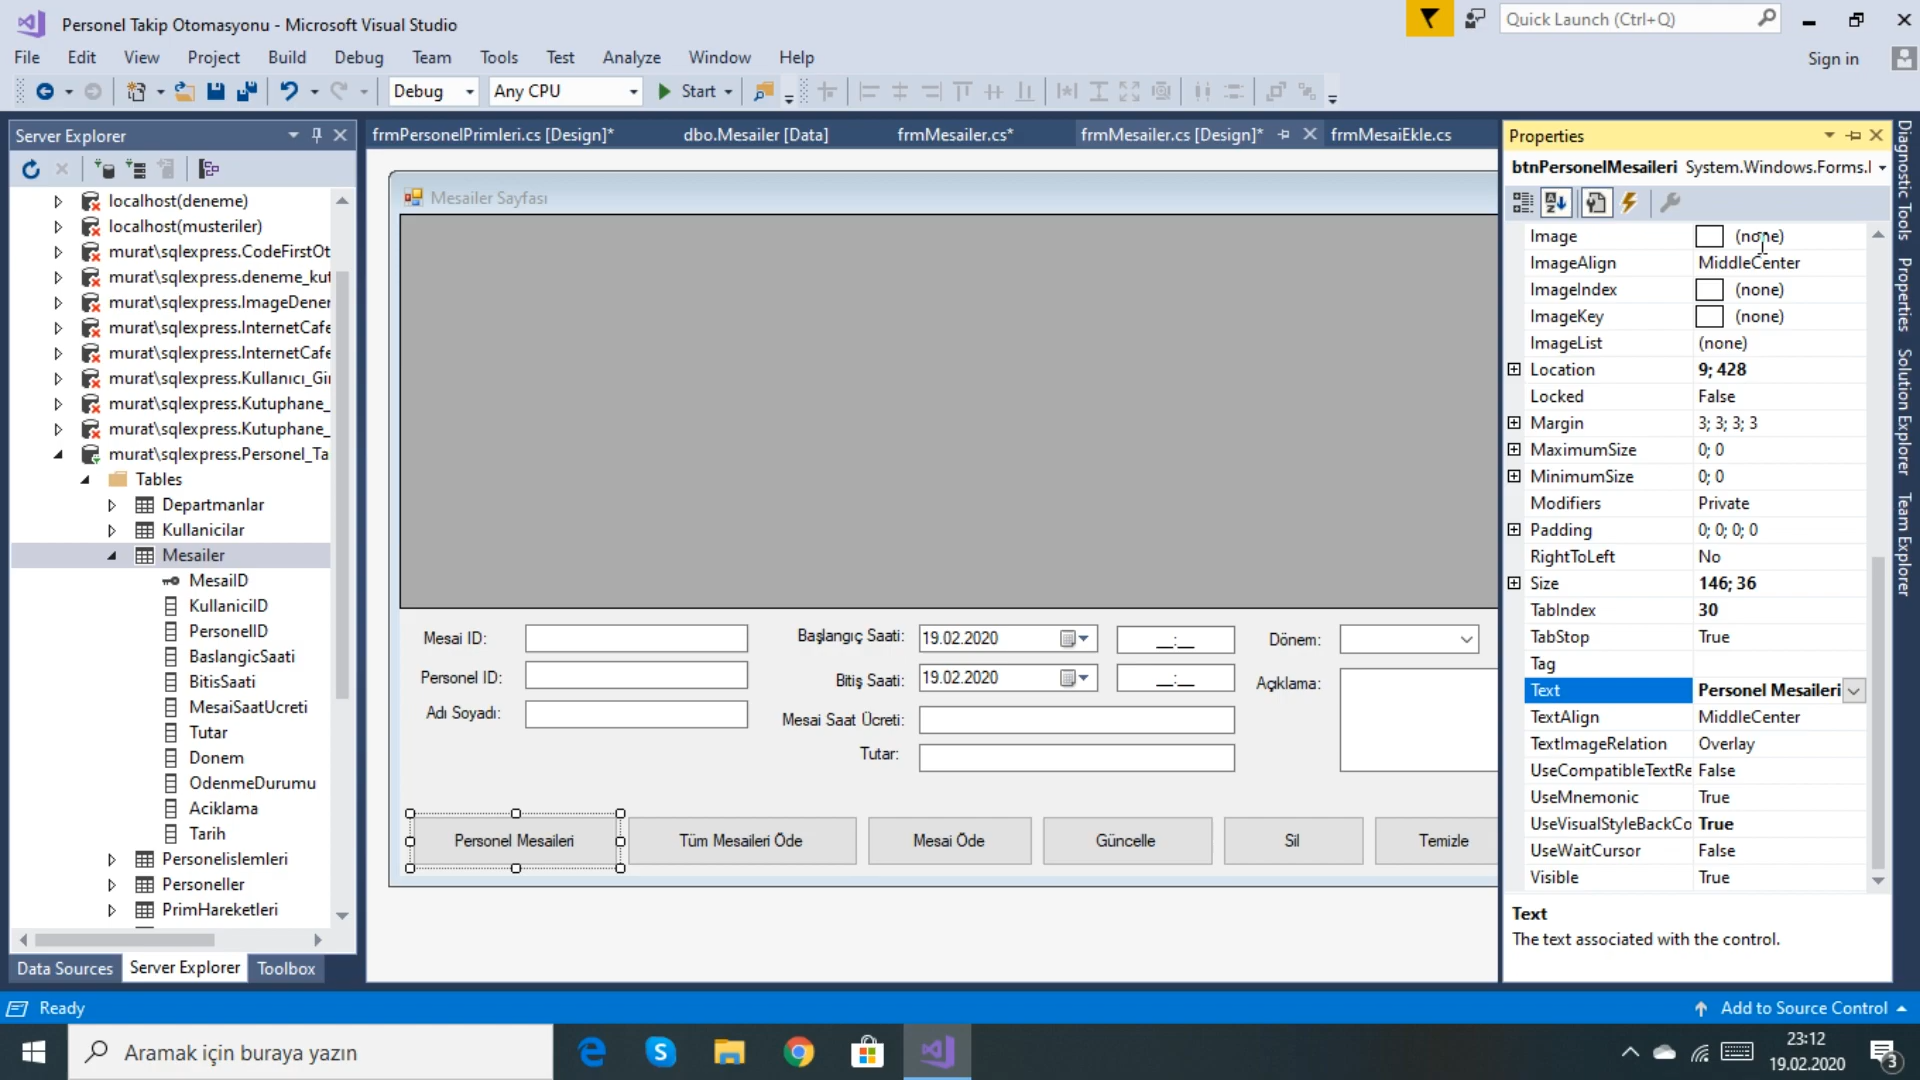 Personel Takip Otomasyonu - Microsoft Visual Studio
Quick Launch (Ctrl+Q)
File Edit View Project Build Debug Team Tools Test Analyze Window Help
Sign in
Debug Any CPU Start
Server Explorer
frmPersonelPrimleri.cs [Design]* dbo.Mesailer [Data] frmMesailer.cs* frmMesailer.cs [Design]* frmMesaiEkle.cs
localhost(deneme)
localhost(musteriler)
murat\sqlexpress.CodeFirstOt
murat\sqlexpress.deneme_kut
murat\sqlexpress.ImageDener
murat\sqlexpress.InternetCafe
murat\sqlexpress.InternetCafe
murat\sqlexpress.Kullanıcı_Gi
murat\sqlexpress.Kutuphane_
murat\sqlexpress.Kutuphane_
murat\sqlexpress.Personel_Ta
Tables
Departmanlar
Kullanicilar
Mesailer
MesaiID
KullaniciID
PersonelID
BaslangicSaati
BitisSaati
MesaiSaatUcreti
Tutar
Donem
OdenmeDurumu
Aciklama
Tarih
Personelislemleri
Personeller
PrimHareketleri
Data Sources Server Explorer Toolbox
Mesailer Sayfası
Mesai ID:
Personel ID:
Adı Soyadı:
Başlangıç Saati: 19.02.2020 __:__
Bitiş Saati: 19.02.2020 __:__
Mesai Saat Ücreti:
Tutar:
Dönem:
Açıklama:
Personel Mesaileri Tüm Mesaileri Öde Mesai Öde Güncelle Sil Temizle
Properties
btnPersonelMesaileri System.Windows.Forms.
Image (none)
ImageAlign MiddleCenter
ImageIndex (none)
ImageKey (none)
ImageList (none)
Location 9; 428
Locked False
Margin 3; 3; 3; 3
MaximumSize 0; 0
MinimumSize 0; 0
Modifiers Private
Padding 0; 0; 0; 0
RightToLeft No
Size 146; 36
TabIndex 30
TabStop True
Tag
Text Personel Mesaileri
TextAlign MiddleCenter
TextImageRelation Overlay
UseCompatibleTextRe False
UseMnemonic True
UseVisualStyleBackCo True
UseWaitCursor False
Visible True
Text
The text associated with the control.
Diagnostic Tools
Properties
Solution Explorer
Team Explorer
Ready
Add to Source Control
Aramak için buraya yazın
23:12
19.02.2020
3